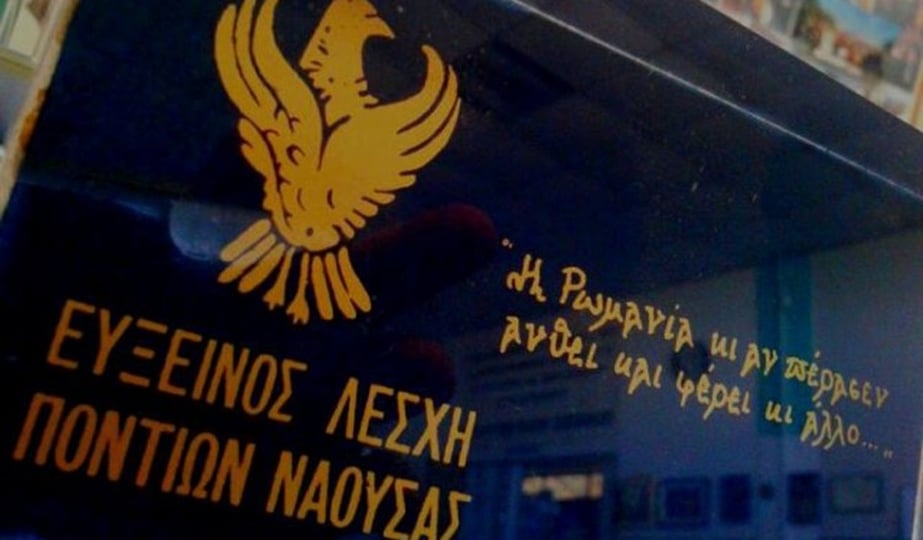 ΕΥΞΕΙΝΟΣ ΛΕΣΧΗ
ΠΟΝΤΙΩΝ ΝΑΟΥΣΑΣ
"Η Ρωμανία κι αν πέρασεν
ανθεί και φέρει κι άλλο..."